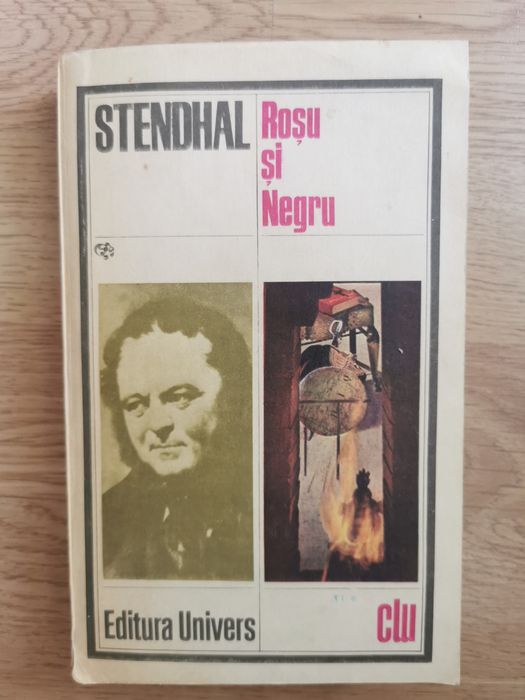 STENDHAL
Roșu
și
Negru
Editura Univers
clu